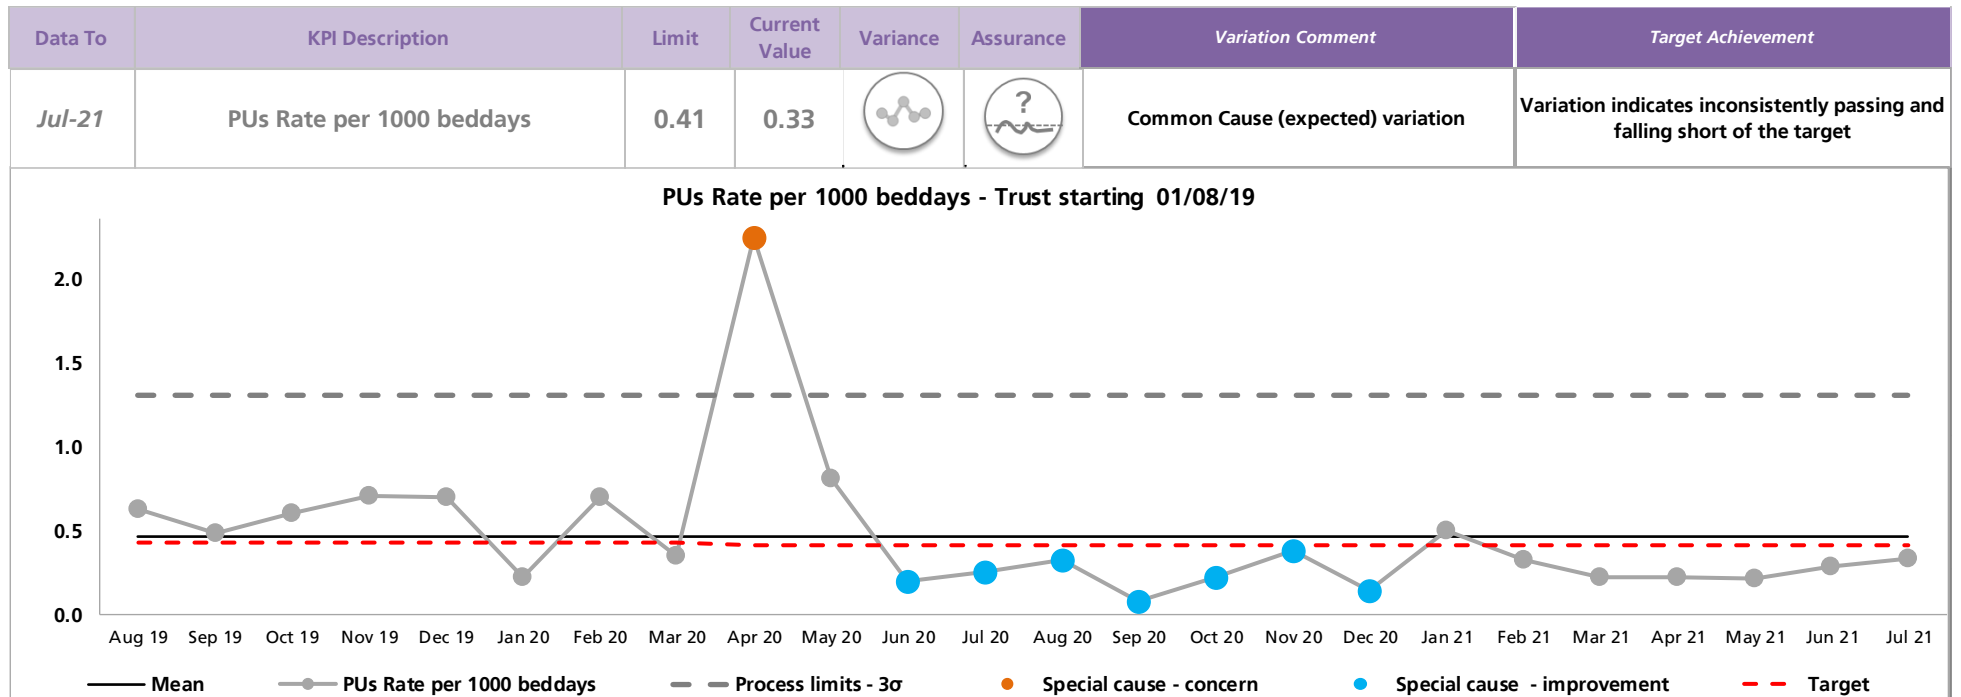 Data To KPI Description Limit Current Value Variance Assurance Variation Comment Target Achievement
Jul-21 PUs Rate per 1000 beddays 0.41 0.33 ? Common Cause (expected) variation Variation indicates inconsistently passing and
falling short of the target
PUs Rate per 1000 beddays - Trust starting 01/08/19
2.0
1.5
1.0
0.5
0.0
Aug 19 Sep 19 Oct 19 Nov 19 Dec 19 Jan 20 Feb 20 Mar 20 Apr 20 May 20 Jun 20 Jul 20 Aug 20 Sep 20 Oct 20 Nov 20 Dec 20 Jan 21 Feb 21 Mar 21 Apr 21 May 21 Jun 21 Jul 21
Mean PUs Rate per 1000 beddays Process limits - 3σ Special cause - concern Special cause - improvement Target